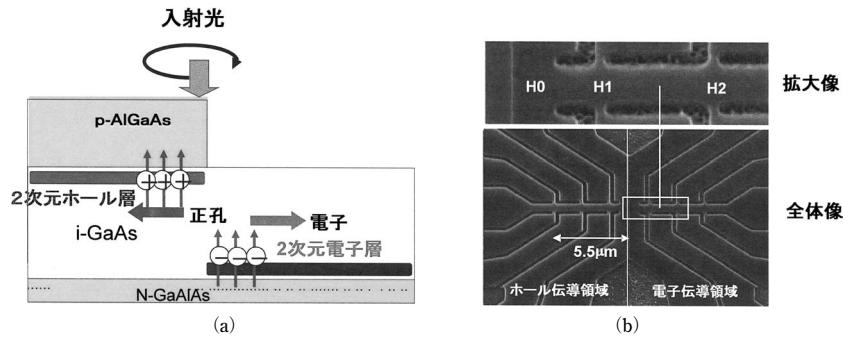 入射光
p-AlGaAs
2次元ホール層
正孔
電子
i-GaAs
2次元電子層
N-GaAlAs
(a)
H0
H1
H2
拡大像
全体像
5.5μm
ホール伝導領域
電子伝導領域
(b)